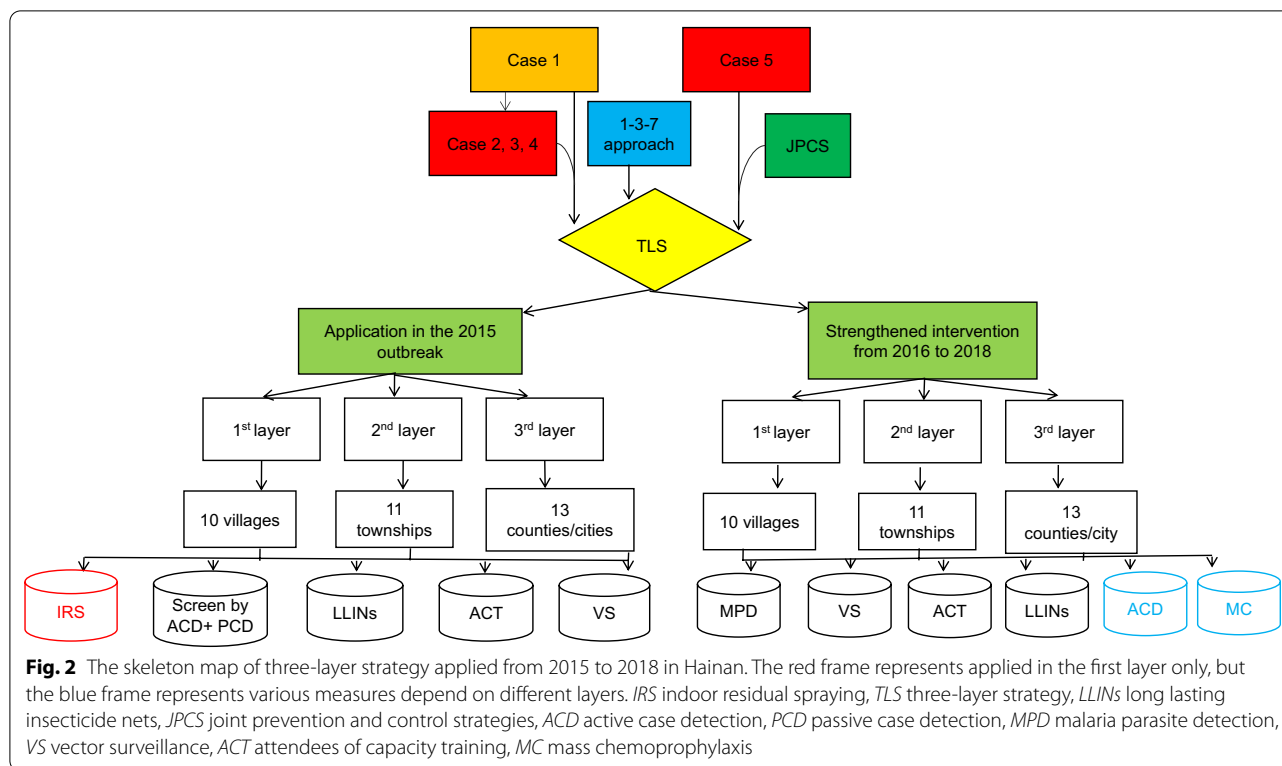 Case 1
Case 5
Case 2, 3, 4
1-3-7
approach
JPCS
TLS
Application in the 2015
outbreak
Strengthened intervention
from 2016 to 2018
1st layer
2nd layer
3rd layer
1st layer
2nd layer
3rd layer
10 villages
11
townships
13
counties/cities
10 villages
11
townships
13
counties/city
IRS
Screen by
ACD+ PCD
LLINs
ACT
VS
MPD
VS
ACT
LLINs
ACD
MC
Fig. 2 The skeleton map of three-layer strategy applied from 2015 to 2018 in Hainan. The red frame represents applied in the first layer only, but
the blue frame represents various measures depend on different layers. IRS indoor residual spraying, TLS three-layer strategy, LLINs long lasting
insecticide nets, JPCS joint prevention and control strategies, ACD active case detection, PCD passive case detection, MPD malaria parasite detection,
VS vector surveillance, ACT attendees of capacity training, MC mass chemoprophylaxis